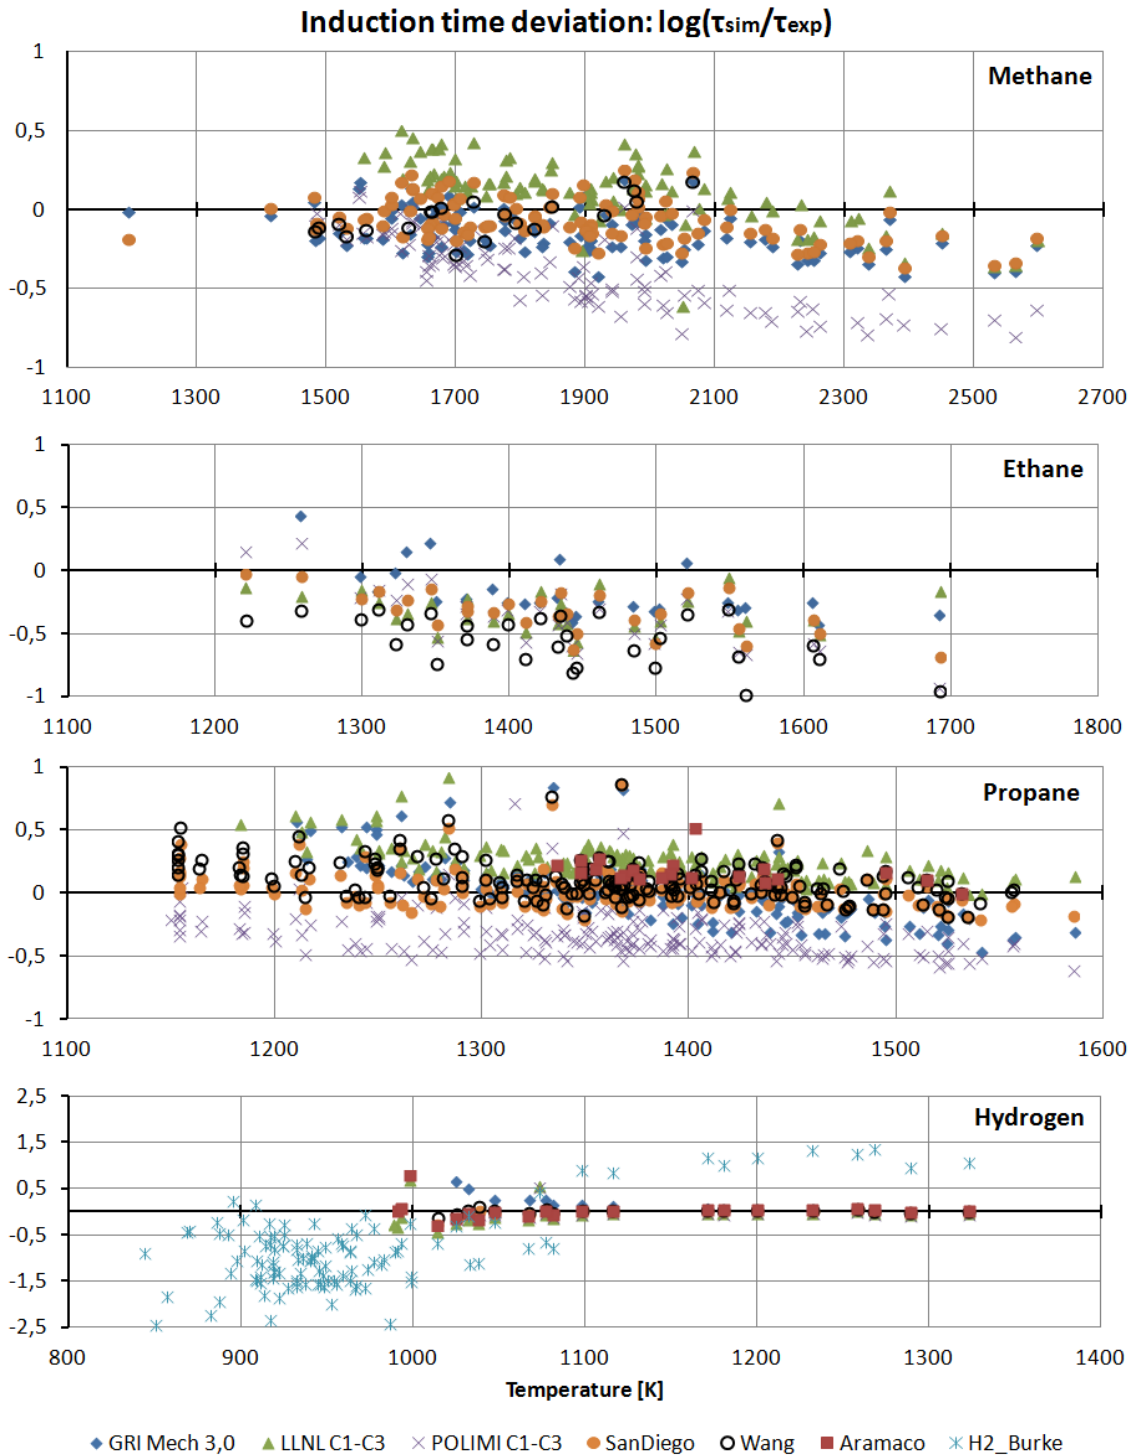 Induction time deviation: log(τsim/τexp)
1
Methane
0,5
0
-0,5
-1
1100 1300 1500 1700 1900 2100 2300 2500 2700
1
Ethane
0,5
0
-0,5
-1
1100 1200 1300 1400 1500 1600 1700 1800
1
Propane
0,5
0
-0,5
-1
1100 1200 1300 1400 1500 1600
2,5
Hydrogen
1,5
0,5
-0,5
-1,5
-2,5
800 900 1000 1100 1200 1300 1400
Temperature [K]
GRI Mech 3,0 LLNL C1-C3 POLIMI C1-C3 SanDiego Wang Aramaco H2_Burke